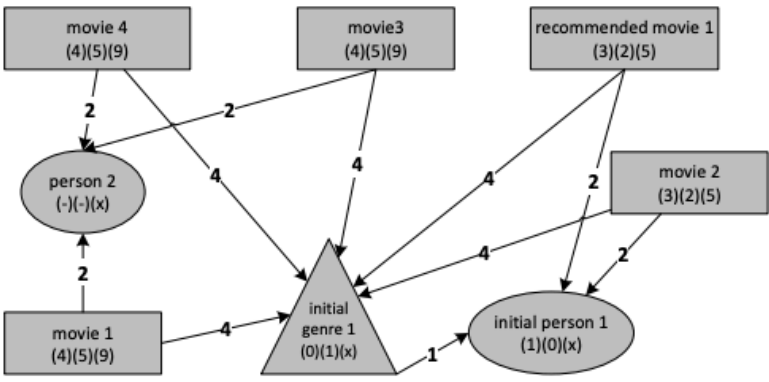 movie 4
(4)(5)(9)
movie3
(4)(5)(9)
recommended movie 1
(3)(2)(5)
2
2
4
4
4
2
movie 2
(3)(2)(5)
person 2
(-)(-)(x)
2
4
2
initial
genre 1
(0)(1)(x)
initial person 1
(1)(0)(x)
movie 1
(4)(5)(9)
4
1